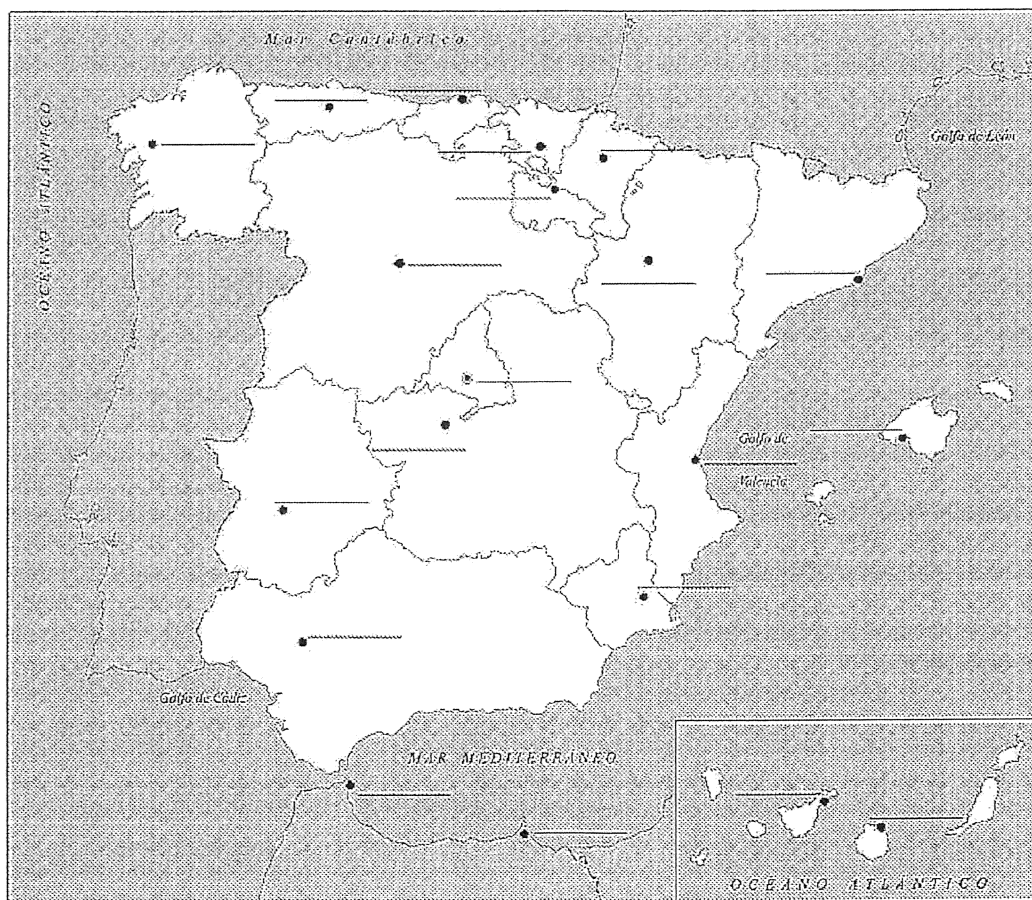 Mar Cantábrico
OCÉANO ATLÁNTICO
Golfo de León
Golfo de
Valencia
Golfo de Cádiz
MAR MEDITERRÁNEO
OCÉANO ATLÁNTICO